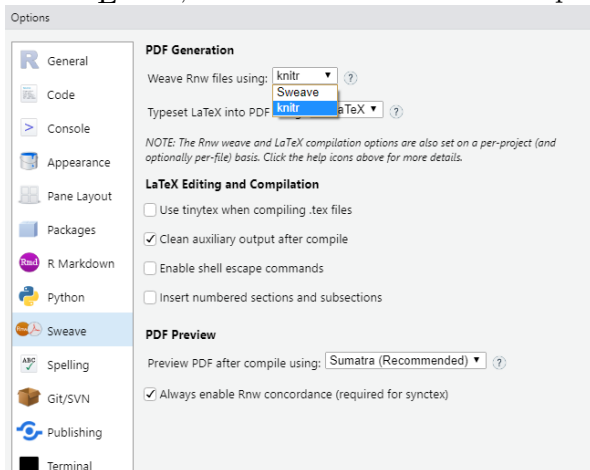 Options
General
Code
Console
Appearance
Pane Layout
Packages
R Markdown
Python
Sweave
Spelling
Git/SVN
Publishing
Terminal
PDF Generation
Weave Rnw files using: knitr
Sweave
knitr
Typeset LaTeX into PDF aTeX
NOTE: The Rnw weave and LaTeX compilation options are also set on a per-project (and
optionally per-file) basis. Click the help icons above for more details.
LaTeX Editing and Compilation
Use tinytex when compiling .tex files
Clean auxiliary output after compile
Enable shell escape commands
Insert numbered sections and subsections
PDF Preview
Preview PDF after compile using: Sumatra (Recommended)
Always enable Rnw concordance (required for synctex)